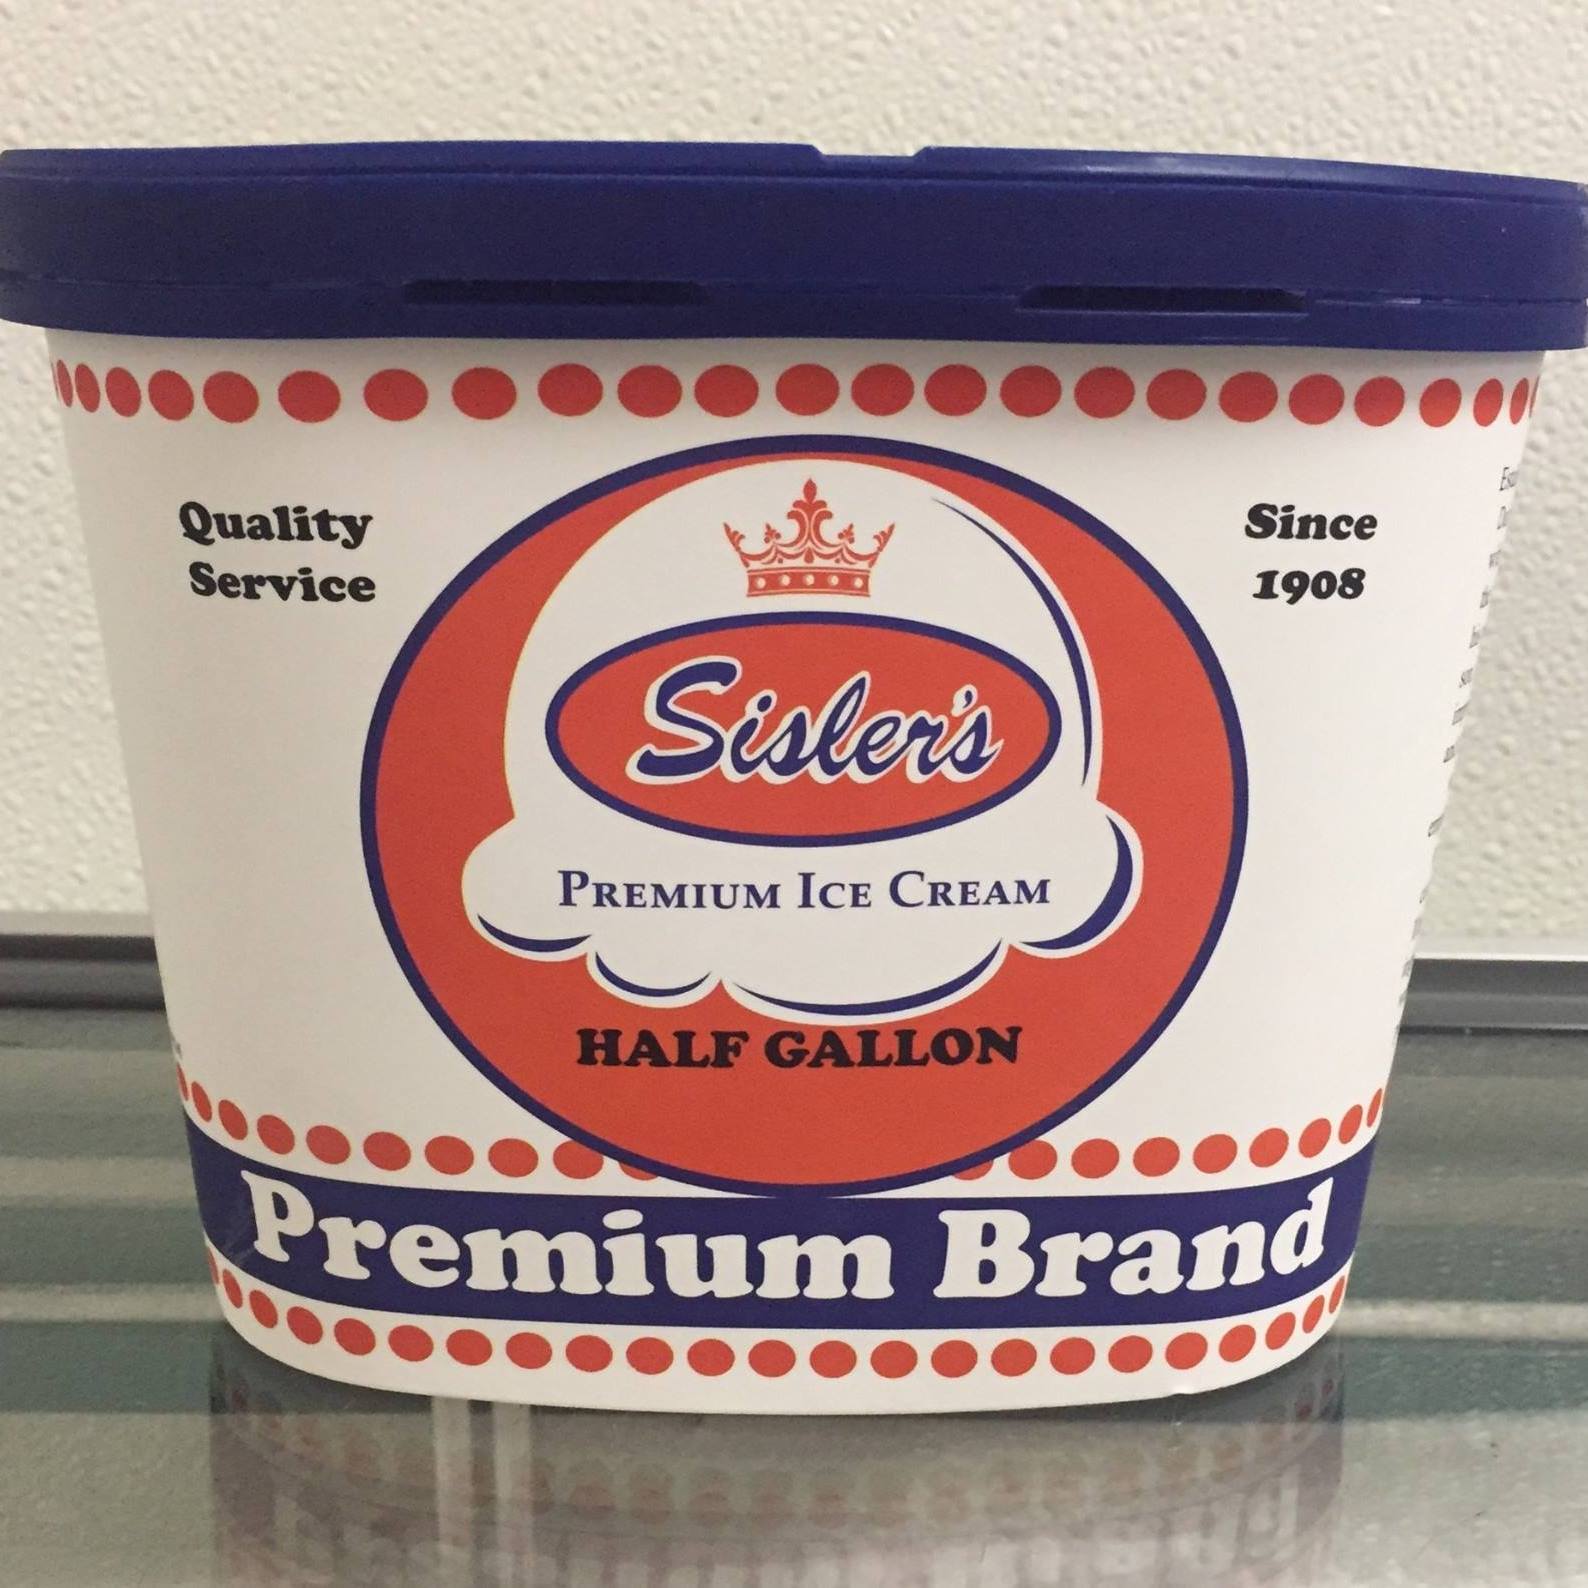 Quality
Service
Since
1908
Sisler's
Premium Ice Cream
HALF GALLON
Premium Brand